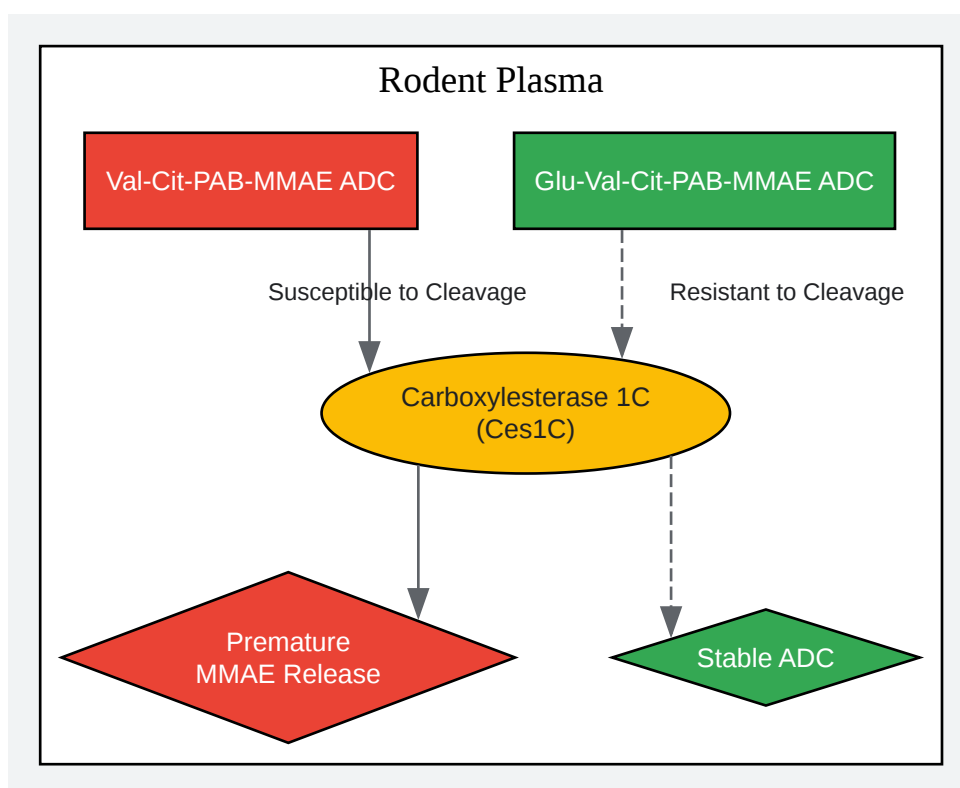 Rodent Plasma
Val-Cit-PAB-MMAE ADC
Glu-Val-Cit-PAB-MMAE ADC
Susceptible to Cleavage
Resistant to Cleavage
Carboxylesterase 1C
(Ces1C)
Premature
MMAE Release
Stable ADC